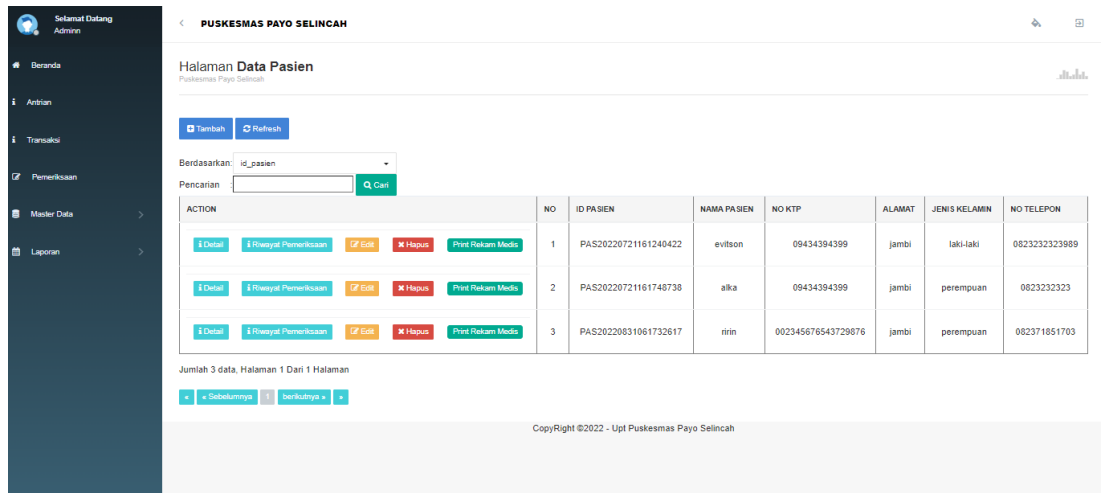 Selamat Datang
Adminn
Beranda
Antrian
Transaksi
Pemeriksaan
Master Data
Laporan
PUSKESMAS PAYO SELINCAH
Halaman Data Pasien
Puskesmas Payo Selincah
Tambah Refresh
Berdasarkan: id_pasien
Pencarian : Cari
ACTION NO ID PASIEN NAMA PASIEN NO KTP ALAMAT JENIS KELAMIN NO TELEPON
Detail Riwayat Pemeriksaan Edit Hapus Print Rekam Medis 1 PAS20220721161240422 evitson 09434394399 jambi laki-laki 0823232323989
Detail Riwayat Pemeriksaan Edit Hapus Print Rekam Medis 2 PAS20220721161748738 alka 09434394399 jambi perempuan 0823232323
Detail Riwayat Pemeriksaan Edit Hapus Print Rekam Medis 3 PAS20220831061732617 ririn 002345676543729876 jambi perempuan 082371851703
Jumlah 3 data, Halaman 1 Dari 1 Halaman
« « Sebelumnya 1 berikutnya » »
CopyRight ©2022 - Upt Puskesmas Payo Selincah